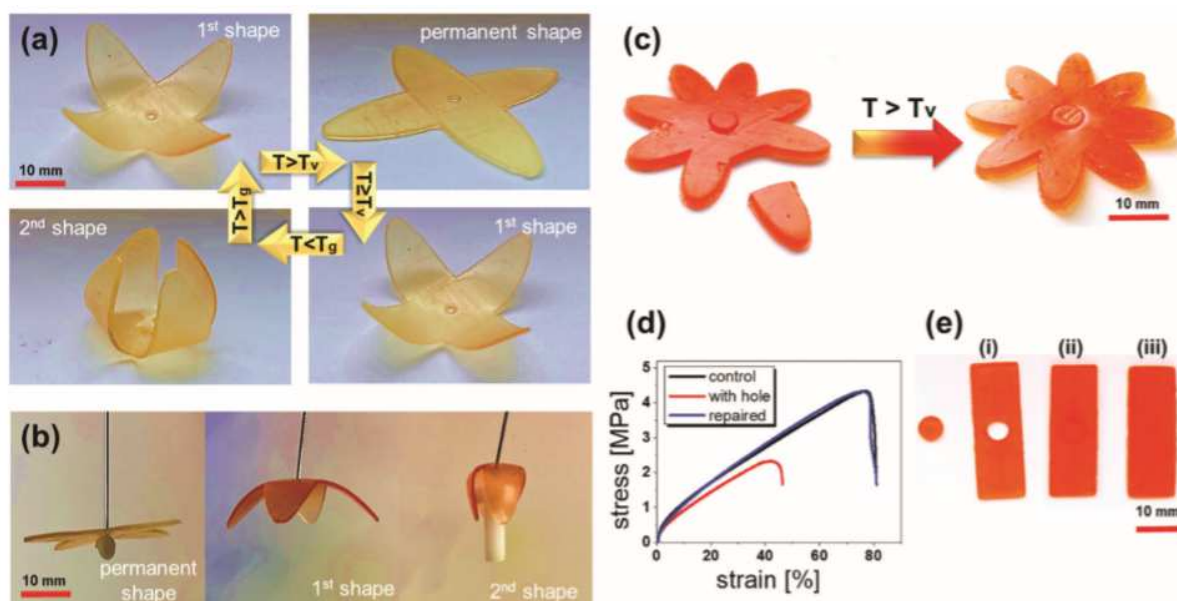 (a)
1st shape
permanent shape
10 mm
T>Tv
T≥Tv
T<Tg
T>Tg
2nd shape
1st shape
(b)
10 mm
permanent
shape
1st shape
2nd shape
(c)
T > Tv
10 mm
(d)
stress [MPa]
5
4
3
2
1
0
control
with hole
repaired
0 20 40 60 80
strain [%]
(e)
(i) (ii) (iii)
10 mm